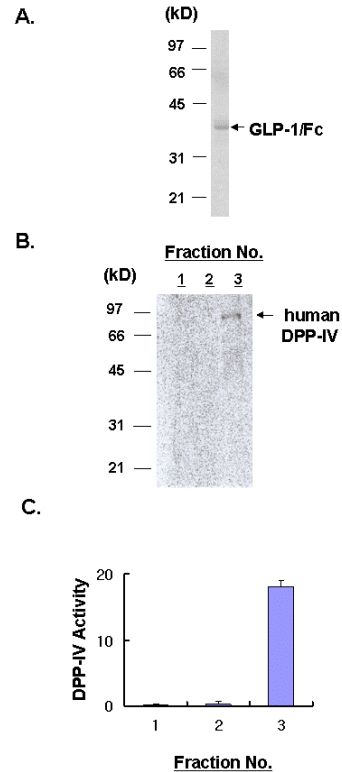 A.
(kD)
97
66
45
GLP-1/Fc
31
21
B.
Fraction No.
(kD)
1 2 3
97
human
DPP-IV
66
45
31
21
C.
20
10
0
DPP-IV Activity
1 2 3
Fraction No.